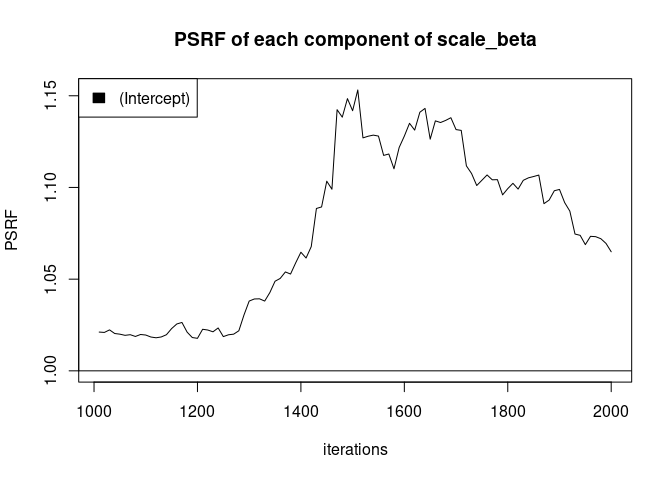 PSRF of each component of scale_beta
(Intercept)
PSRF
1.15
1.10
1.05
1.00
1000 1200 1400 1600 1800 2000
iterations